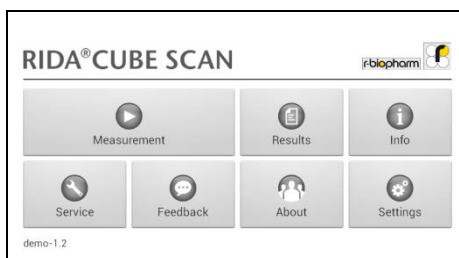 RIDA®CUBE SCAN
r-biopharm
Measurement
Results
Info
Service
Feedback
About
Settings
demo-1.2